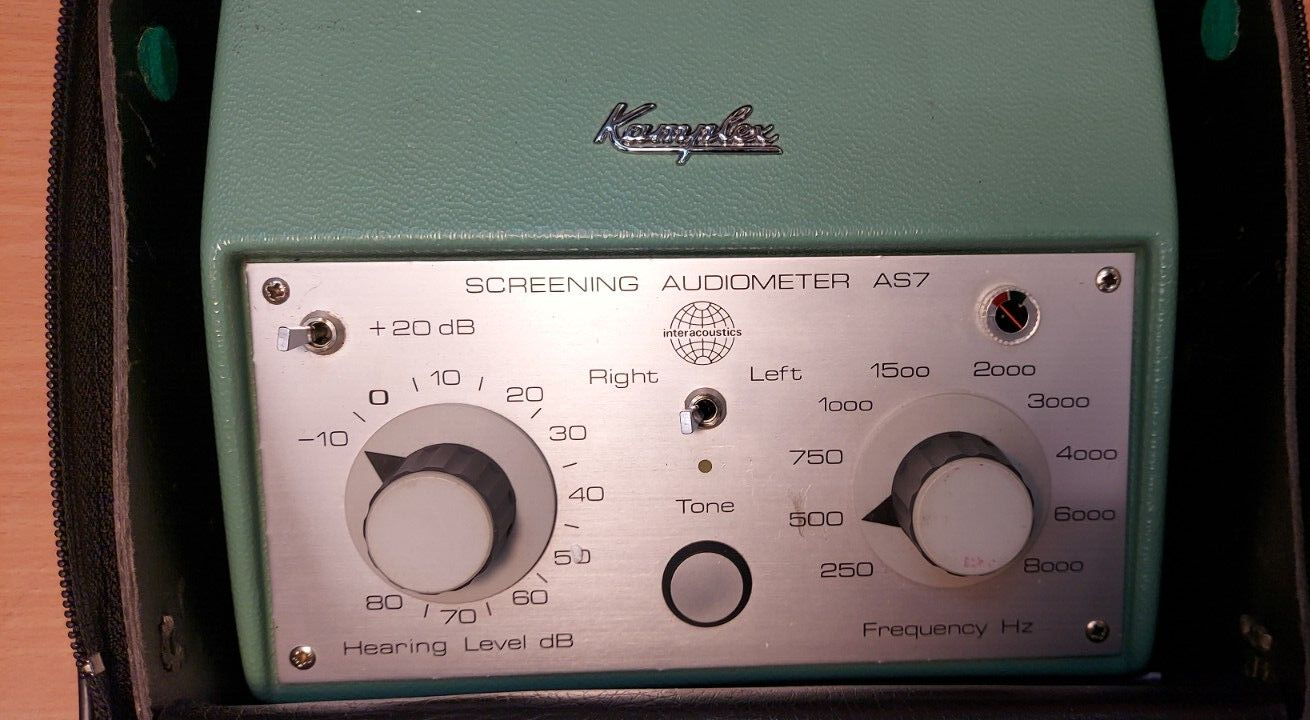 Kamplex
SCREENING AUDIOMETER AS7
+20 dB
interacoustics
Right Left
-10 0 10 20 30 40 50 60 70 80
Hearing Level dB
Tone
250 500 750 1000 1500 2000 3000 4000 6000 8000
Frequency Hz